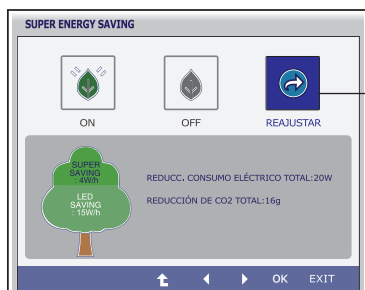 SUPER ENERGY SAVING
ON
OFF
REAJUSTAR
SUPER
SAVING
: 4W/h
LED
SAVING
: 15W/h
REDUCC. CONSUMO ELÉCTRICO TOTAL:20W
REDUCCIÓN DE CO2 TOTAL:16g
OK
EXIT